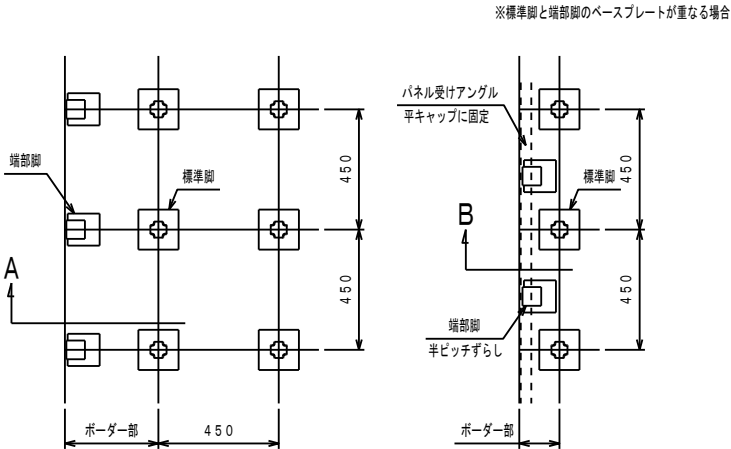 ※標準脚と端部脚のベースプレートが重なる場合
パネル受けアングル
平キャップに固定
端部脚
標準脚
標準脚
450
450
B
A
450
450
端部脚
半ピッチずらし
ボーダー部
450
ボーダー部